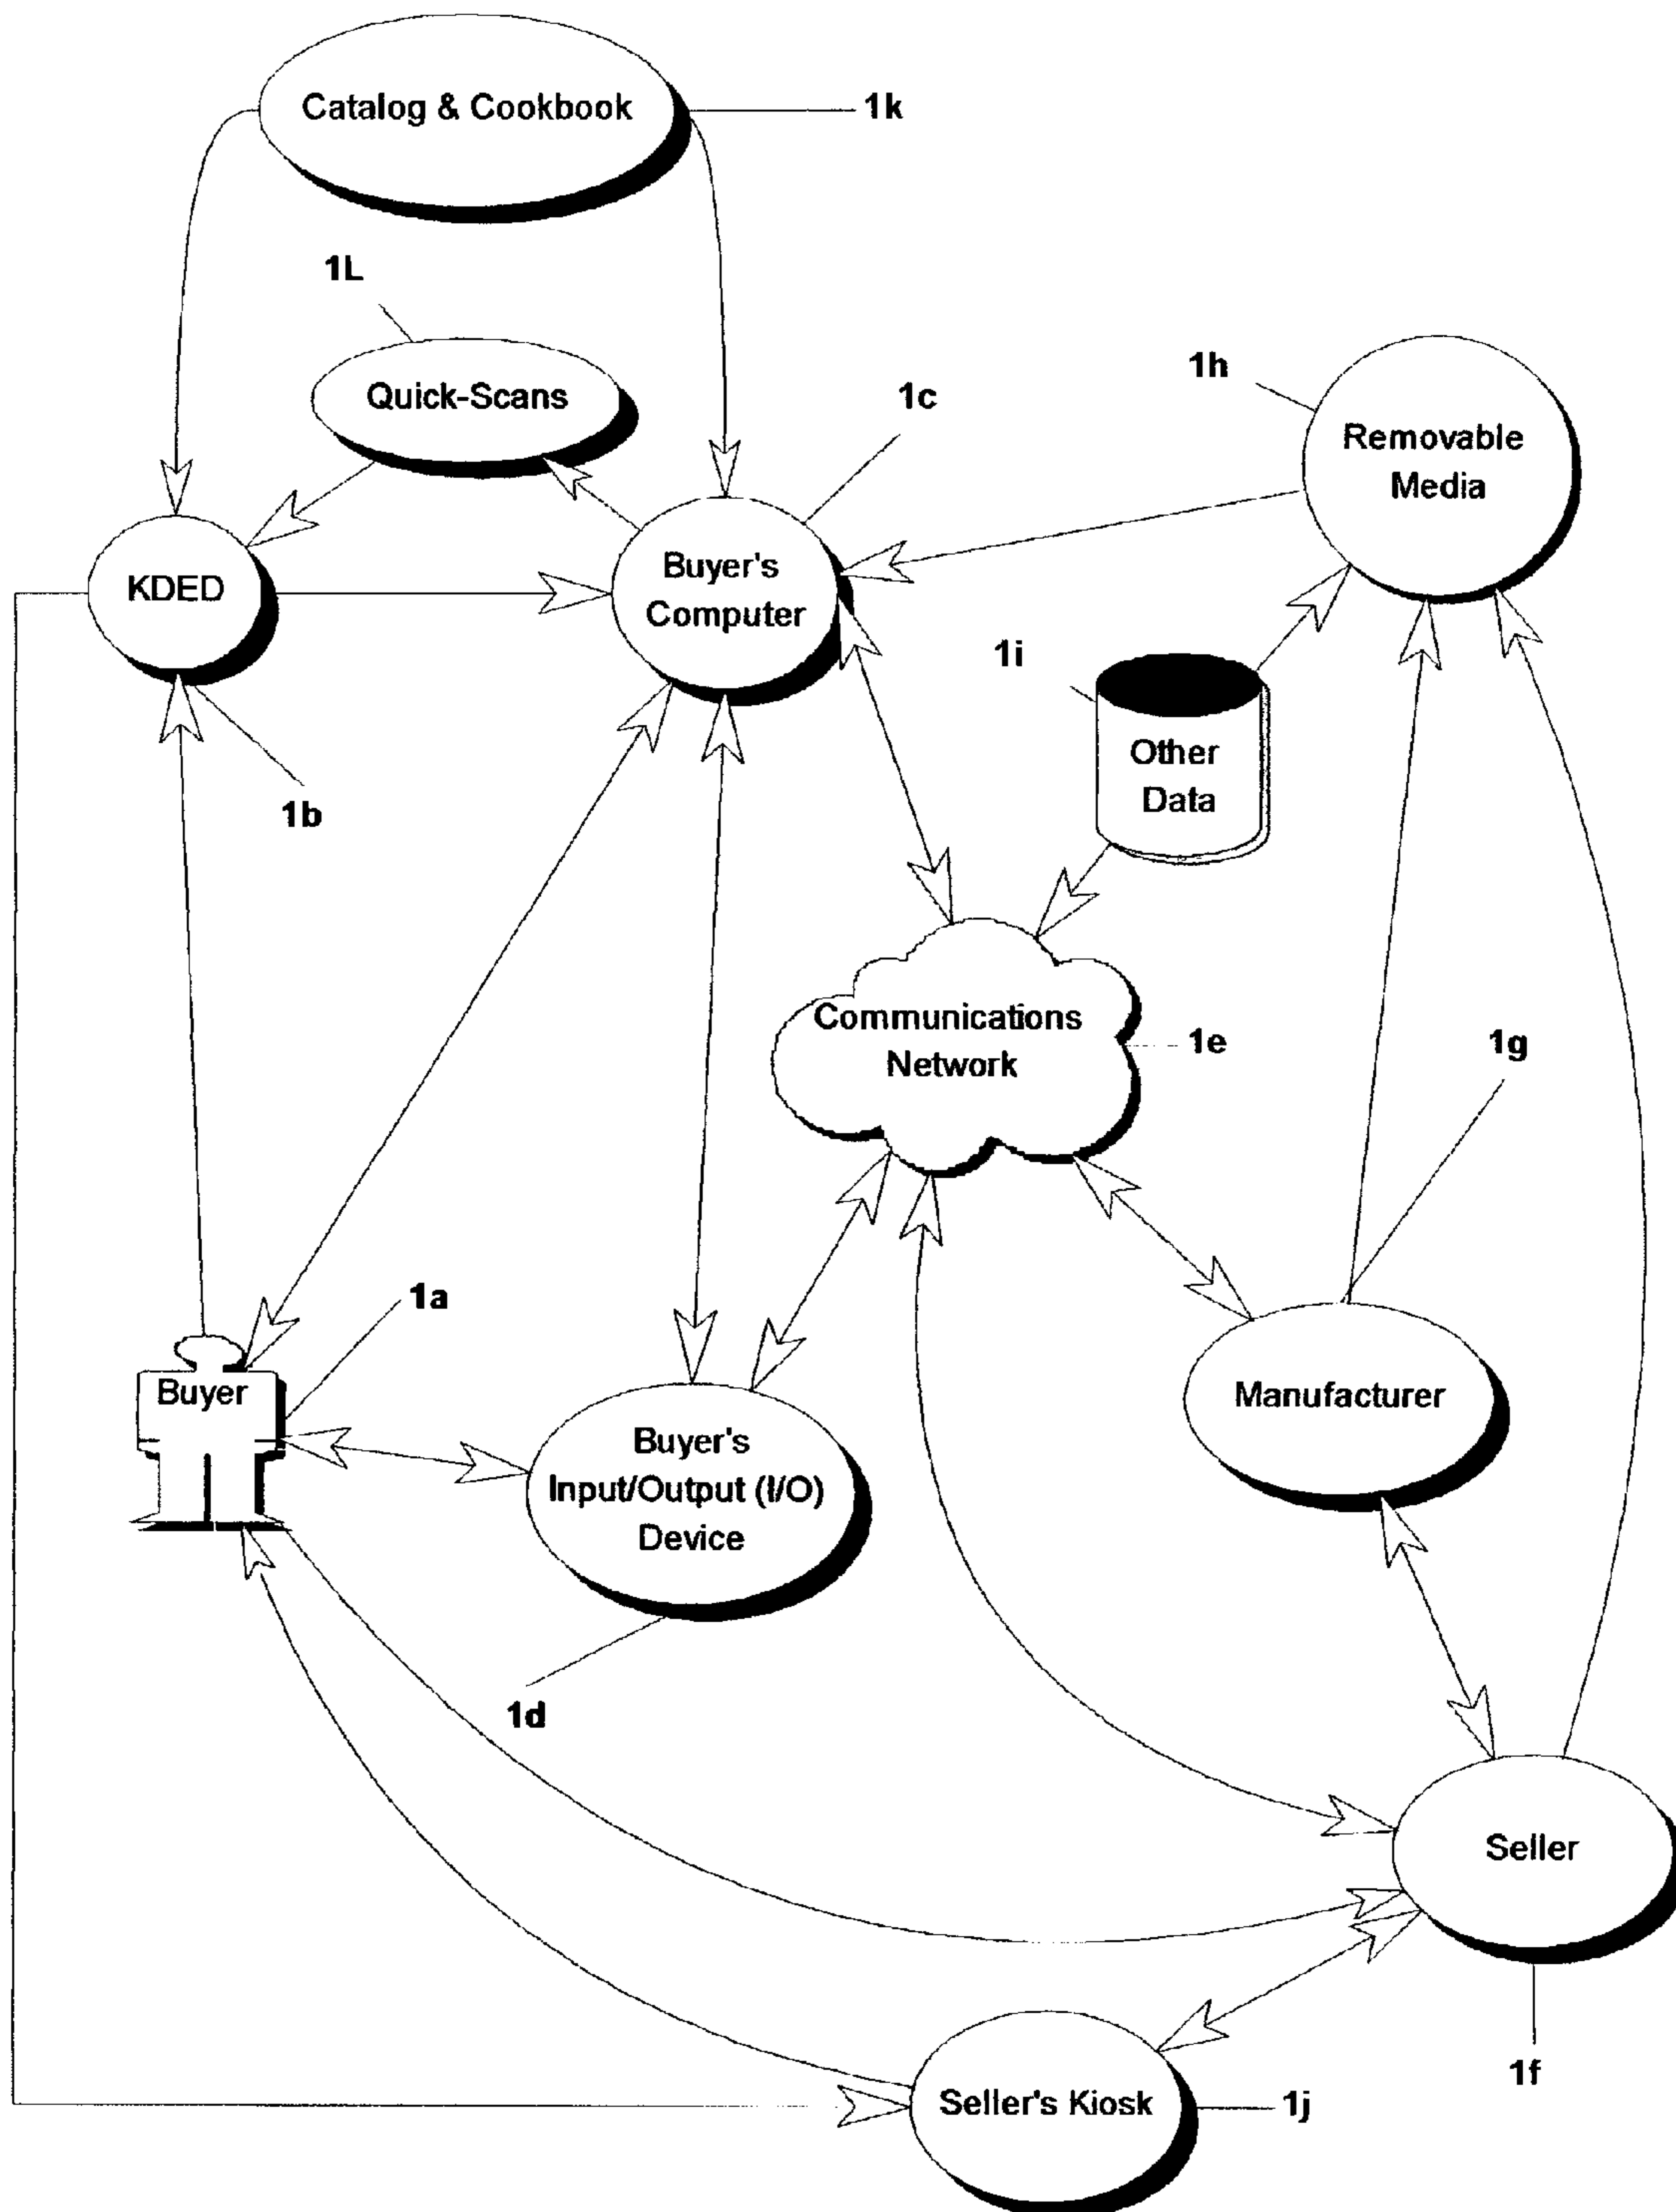 Catalog & Cookbook
1k
1L
Quick-Scans
1c
1h
Removable
Media
KDED
Buyer's
Computer
1i
Other
Data
1b
Communications
Network
1e
1g
1a
Buyer
Manufacturer
Buyer's
Input/Output (I/O)
Device
1d
Seller
1f
Seller's Kiosk
1j